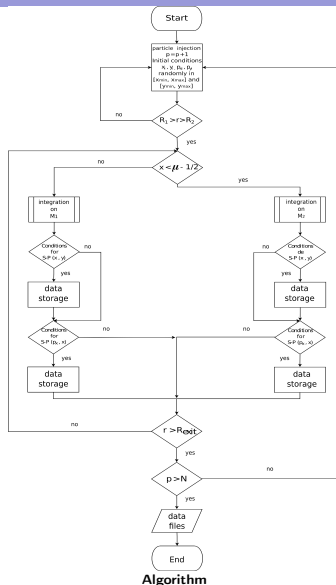 Start
particle injection
p=p+1
Initial conditions
x, y, pₓ, pᵧ
randomly in
[xmin, xmax] and
[ymin, ymax]
no
R₁ >r>R₂
yes
no
x<μ - 1/2
yes
integration
on
M₁
integration
on
M₂
Conditions
for
S-P (x, y)
no
no
Conditions
de
S-P (x, y)
yes
yes
data
storage
data
storage
Conditions
for
S-P (pₓ, x)
no
no
Conditions
for
S-P (pₓ, x)
yes
yes
data
storage
data
storage
no
r >Rexit
yes
p>N
no
yes
data
files
End
Algorithm